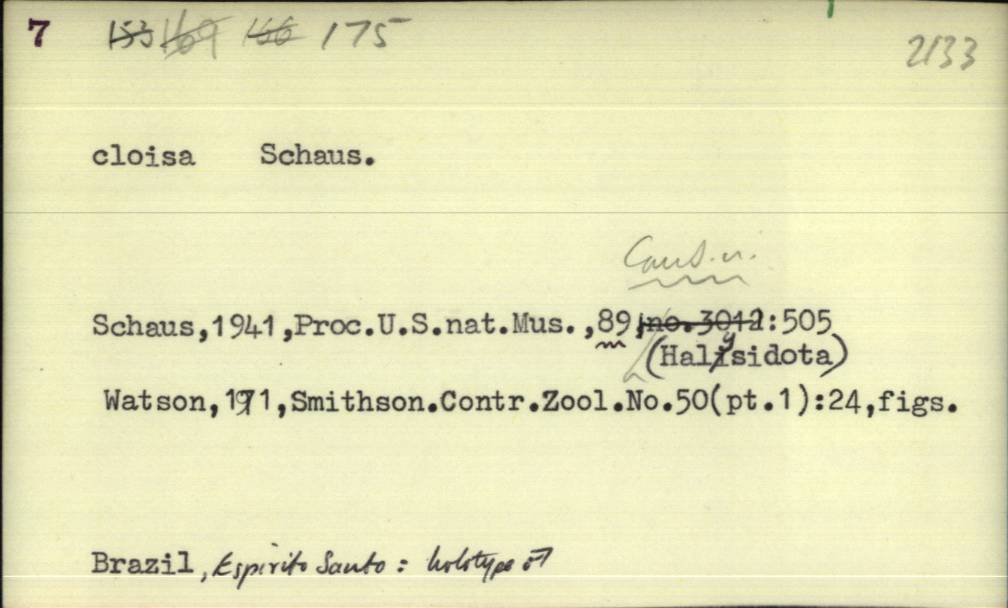 7 153 169 166 175
2133
cloisa Schaus.
Schaus,1941,Proc.U.S.nat.Mus.,89,no.3012:505
(Halysidota)
Watson,1971,Smithson.Contr.Zool.No.50(pt.1):24,figs.
Brazil, Espirito Santo : holotype ♂